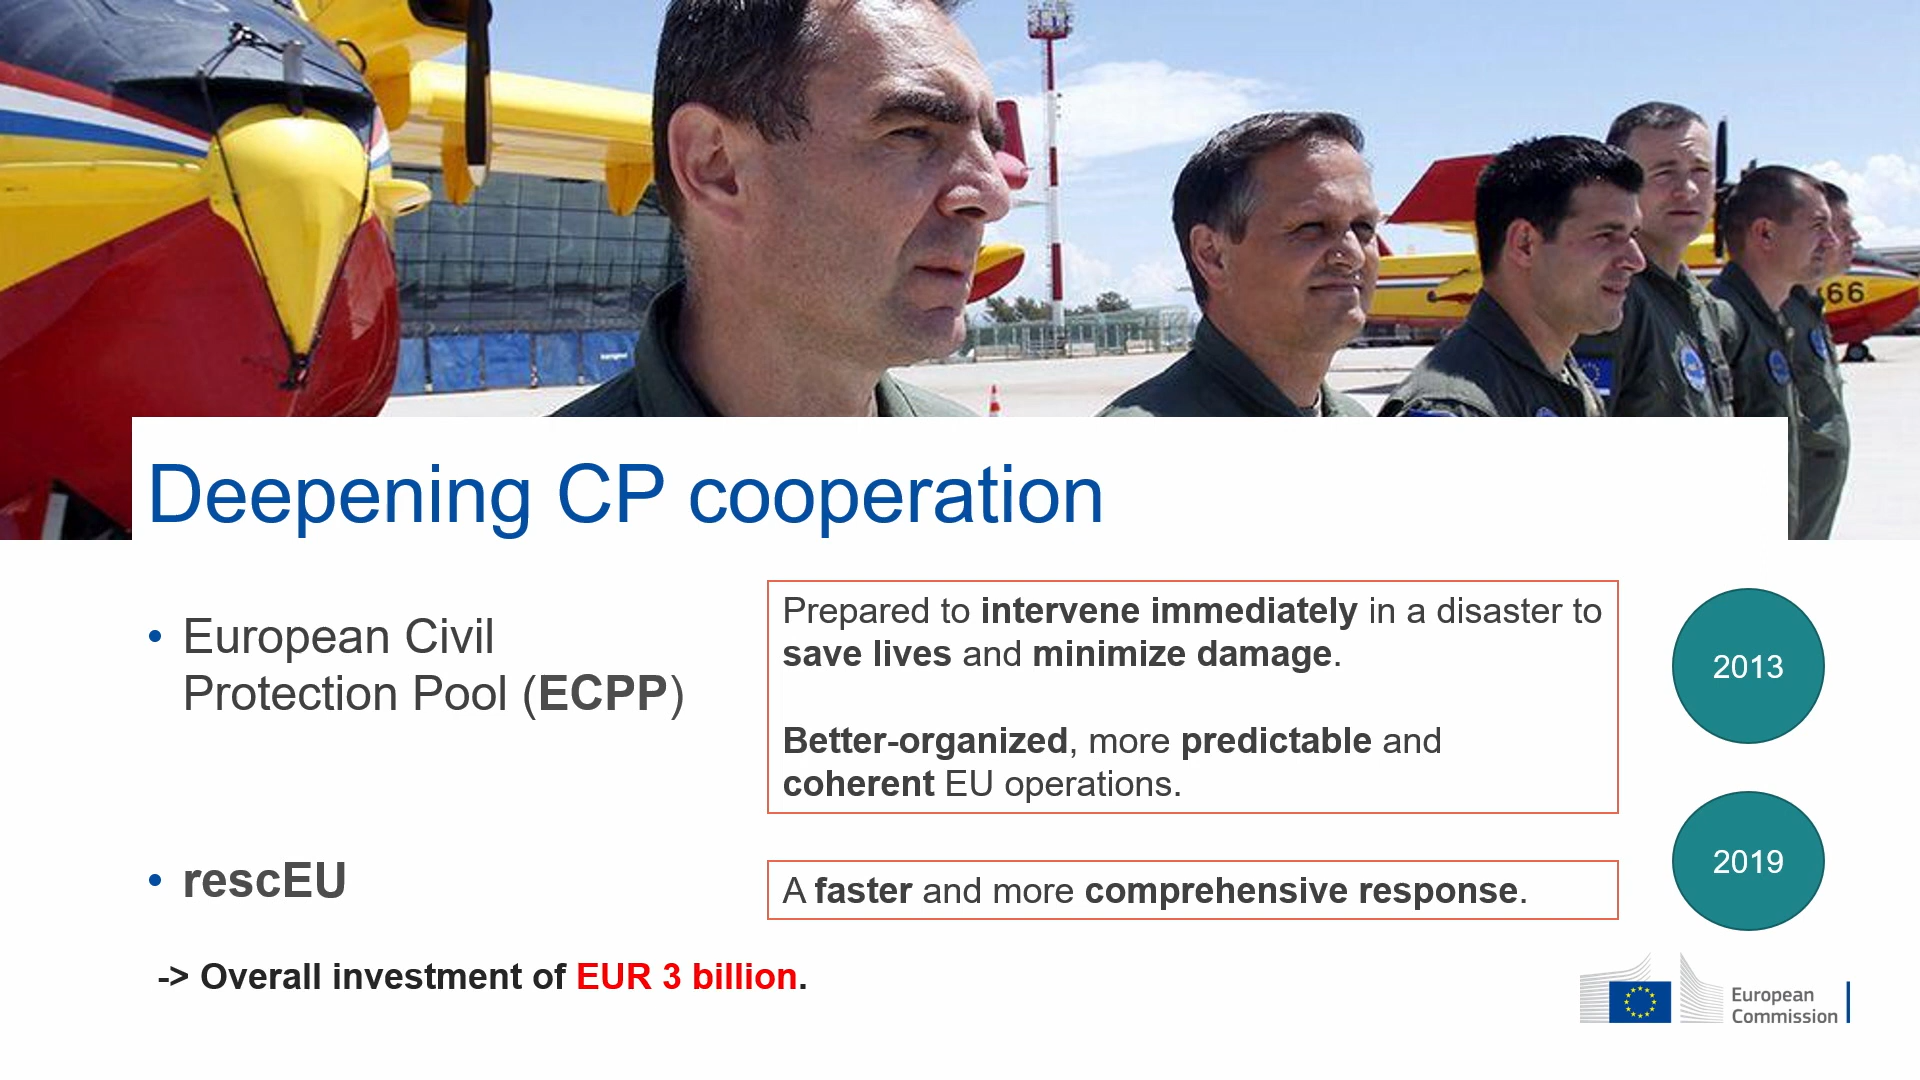 66
Deepening CP cooperation
• European Civil
Protection Pool (ECPP)
Prepared to intervene immediately in a disaster to
save lives and minimize damage.
Better-organized, more predictable and
coherent EU operations.
2013
• rescEU
A faster and more comprehensive response.
2019
-> Overall investment of EUR 3 billion.
European
Commission